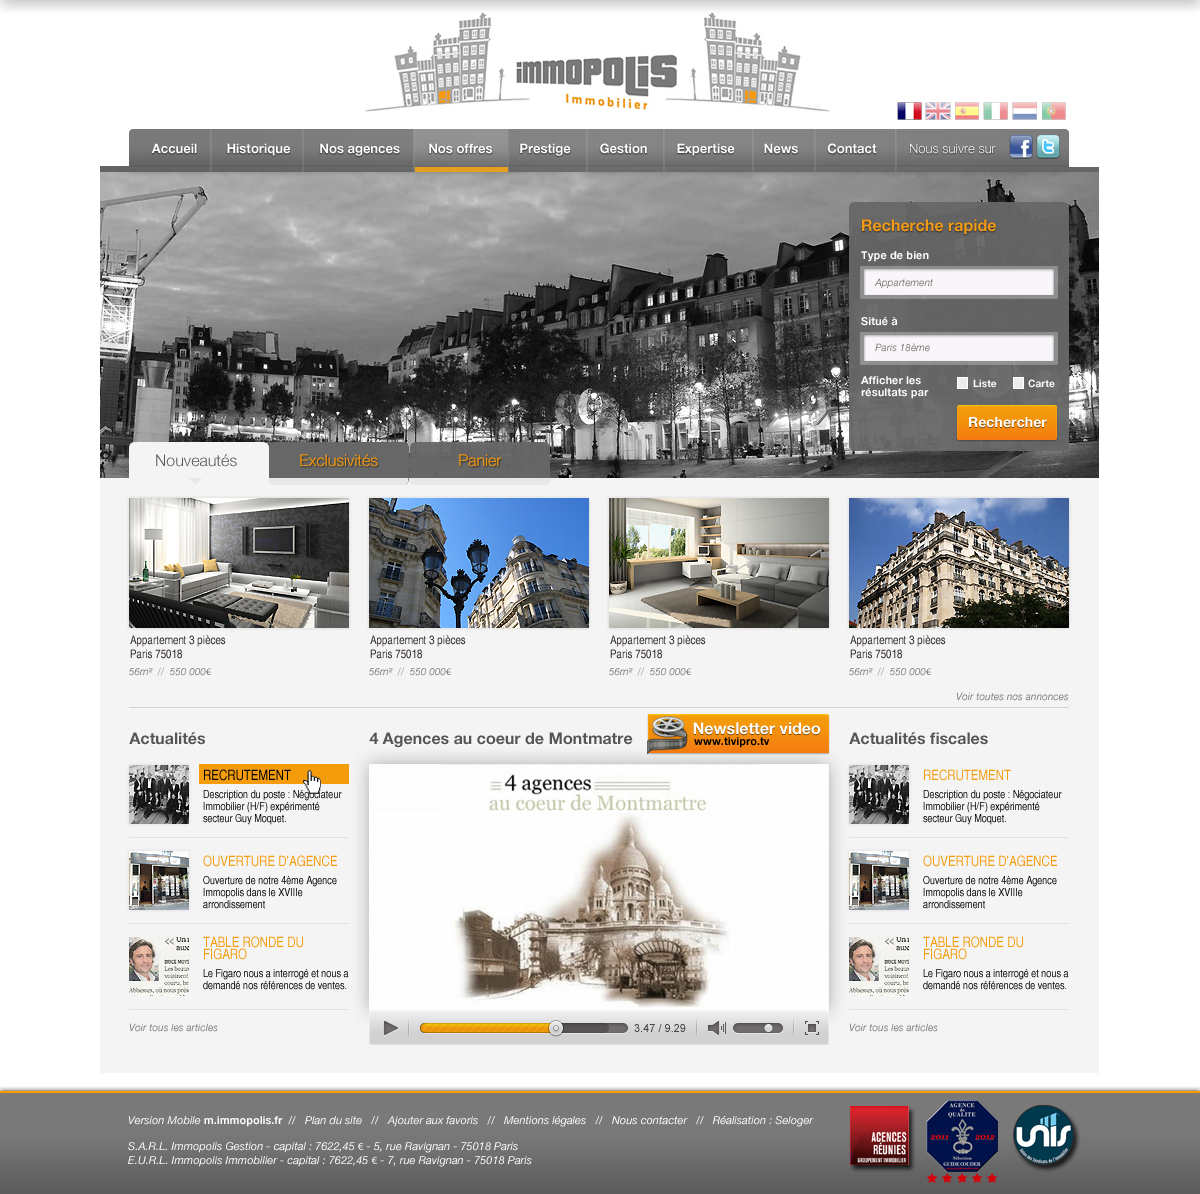 immopolis
Immobilier
Accueil
Historique
Nos agences
Nos offres
Prestige
Gestion
Expertise
News
Contact
Nous suivre sur
Recherche rapide
Type de bien
Appartement
Situé à
Paris 18ème
Afficher les
résultats par
Liste
Carte
Rechercher
Nouveautés
Exclusivités
Panier
Appartement 3 pièces
Paris 75018
56m² // 550 000€
Appartement 3 pièces
Paris 75018
56m² // 550 000€
Appartement 3 pièces
Paris 75018
56m² // 550 000€
Appartement 3 pièces
Paris 75018
56m² // 550 000€
Voir toutes nos annonces
Actualités
RECRUTEMENT
Description du poste : Négociateur
Immobilier (H/F) expérimenté
secteur Guy Moquet.
OUVERTURE D'AGENCE
Ouverture de notre 4ème Agence
Immopolis dans le XVIIIe
arrondissement
TABLE RONDE DU
FIGARO
Le Figaro nous a interrogé et nous a
demandé nos références de ventes.
Voir tous les articles
4 Agences au coeur de Montmatre
Newsletter video
www.tivipro.tv
4 agences
au coeur de Montmartre
3.47 / 9.29
Actualités fiscales
RECRUTEMENT
Description du poste : Négociateur
Immobilier (H/F) expérimenté
secteur Guy Moquet.
OUVERTURE D'AGENCE
Ouverture de notre 4ème Agence
Immopolis dans le XVIIIe
arrondissement
TABLE RONDE DU
FIGARO
Le Figaro nous a interrogé et nous a
demandé nos références de ventes.
Voir tous les articles
Version Mobile m.immopolis.fr // Plan du site // Ajouter aux favoris // Mentions légales // Nous contacter // Réalisation : Seloger
S.A.R.L. Immopolis Gestion - capital : 7622,45 € - 5, rue Ravignan - 75018 Paris
E.U.R.L. Immopolis Immobilier - capital : 7622,45 € - 7, rue Ravignan - 75018 Paris
AGENCES
RÉUNIES
GROUPEMENT IMMOBILIER
AGENCE
de
QUALITÉ
2011 2012
Sélection
GUIDE COUDER
unis